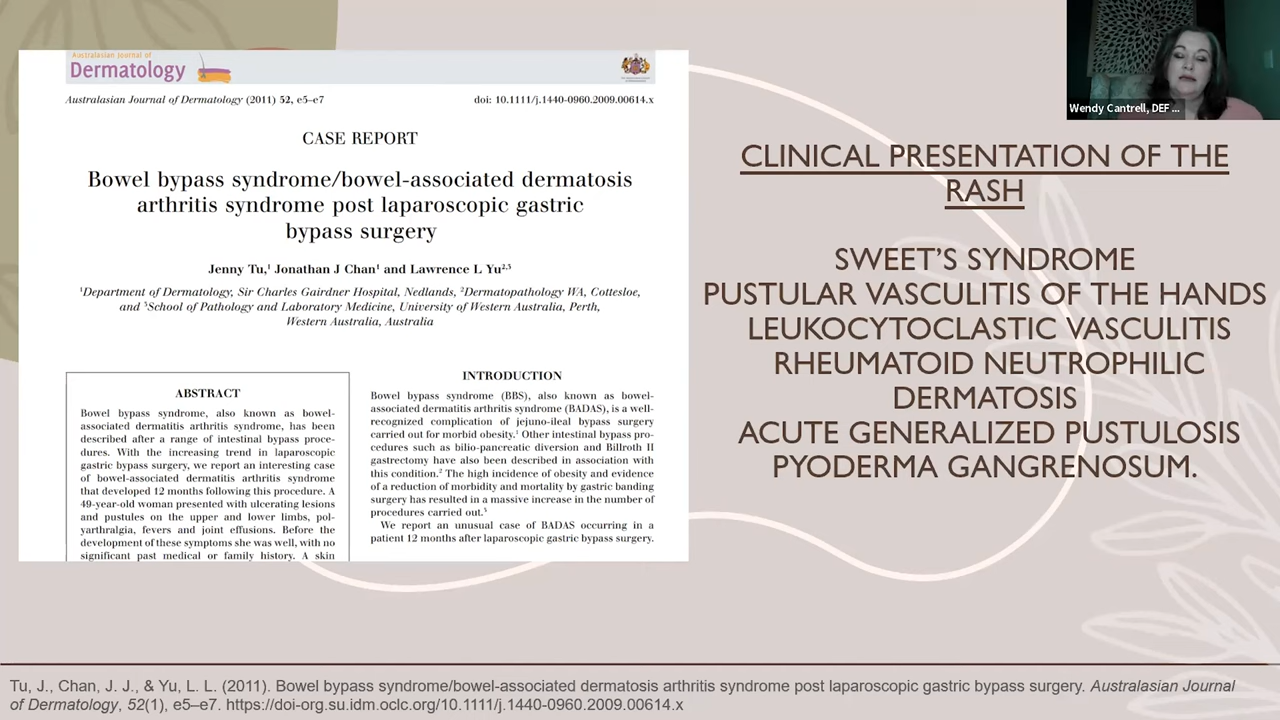 Australasian Journal of
Dermatology
Australasian Journal of Dermatology (2011) 52, e5–e7
doi: 10.1111/j.1440-0960.2009.00614.x
CASE REPORT
Bowel bypass syndrome/bowel-associated dermatosis
arthritis syndrome post laparoscopic gastric
bypass surgery
Jenny Tu,¹ Jonathan J Chan¹ and Lawrence L Yu²,³
¹Department of Dermatology, Sir Charles Gairdner Hospital, Nedlands, ²Dermatopathology WA, Cottesloe,
and ³School of Pathology and Laboratory Medicine, University of Western Australia, Perth,
Western Australia, Australia
ABSTRACT
Bowel bypass syndrome, also known as bowel-
associated dermatitis arthritis syndrome, has been
described after a range of intestinal bypass proce-
dures. With the increasing trend in laparoscopic
gastric bypass surgery, we report an interesting case
of bowel-associated dermatitis arthritis syndrome
that developed 12 months following this procedure. A
49-year-old woman presented with ulcerating lesions
and pustules on the upper and lower limbs, pol-
yarthralgia, fevers and joint effusions. Before the
development of these symptoms she was well, with no
significant past medical or family history. A skin
INTRODUCTION
Bowel bypass syndrome (BBS), also known as bowel-
associated dermatitis arthritis syndrome (BADAS), is a well-
recognized complication of jejuno-ileal bypass surgery
carried out for morbid obesity.¹ Other intestinal bypass pro-
cedures such as bilio-pancreatic diversion and Billroth II
gastrectomy have also been described in association with
this condition.² The high incidence of obesity and evidence
of a reduction of morbidity and mortality by gastric banding
surgery has resulted in a massive increase in the number of
procedures carried out.³
We report an unusual case of BADAS occurring in a
patient 12 months after laparoscopic gastric bypass surgery.
Wendy Cantrell, DEF ...
CLINICAL PRESENTATION OF THE
RASH
SWEET'S SYNDROME
PUSTULAR VASCULITIS OF THE HANDS
LEUKOCYTOCLASTIC VASCULITIS
RHEUMATOID NEUTROPHILIC
DERMATOSIS
ACUTE GENERALIZED PUSTULOSIS
PYODERMA GANGRENOSUM.
Tu, J., Chan, J. J., & Yu, L. L. (2011). Bowel bypass syndrome/bowel-associated dermatosis arthritis syndrome post laparoscopic gastric bypass surgery. Australasian Journal
of Dermatology, 52(1), e5–e7. https://doi-org.su.idm.oclc.org/10.1111/j.1440-0960.2009.00614.x